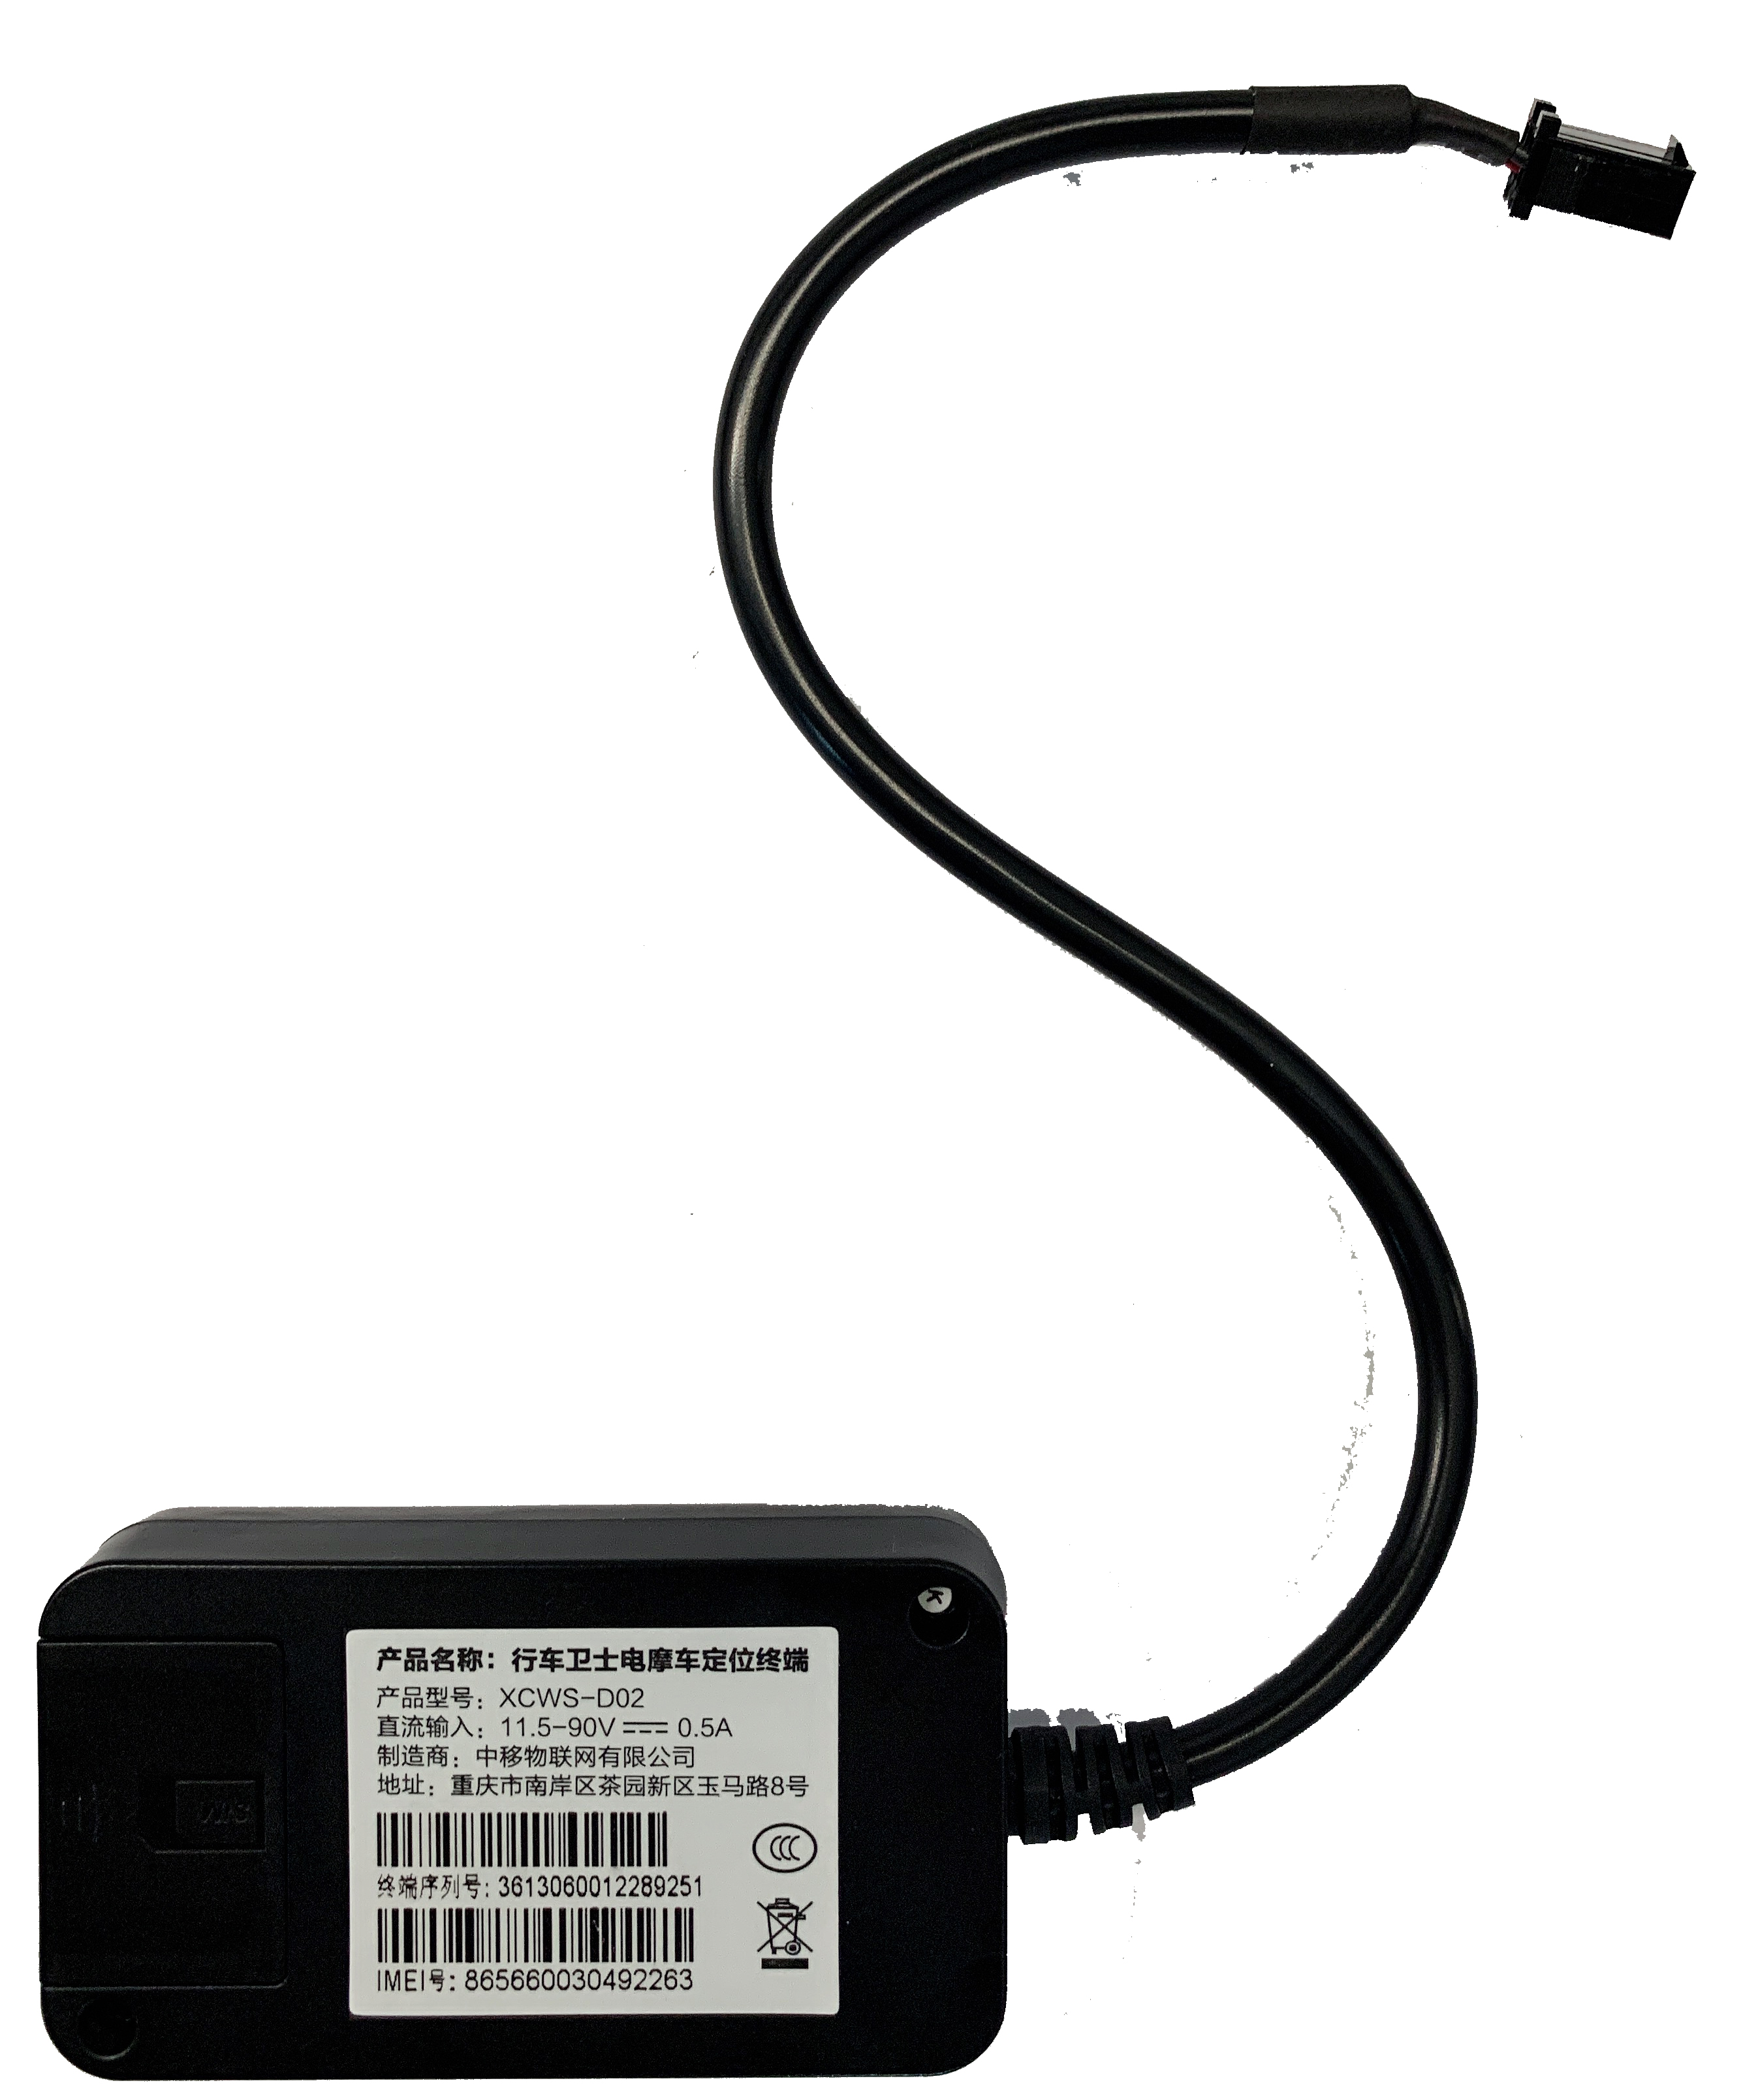 产品名称：行车卫士电摩车定位终端
产品型号：XCWS-D02
直流输入：11.5-90V⎓0.5A
制造商：中移物联网有限公司
地址：重庆市南岸区茶园新区玉马路8号
终端序列号：3613060012289251
IMEI号：865660030492263
CCC
SIM